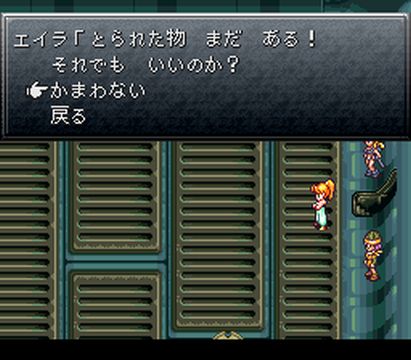 エイラ「とられた物　まだ　ある！
それでも　いいのか？
かまわない
戻る